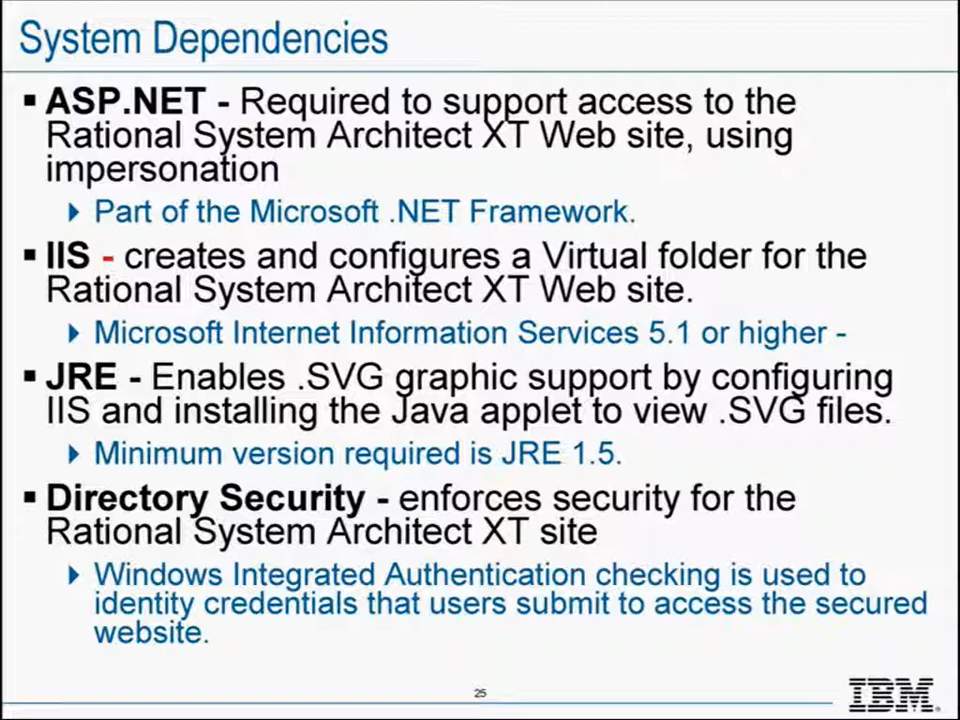 System Dependencies
▪ ASP.NET - Required to support access to the
Rational System Architect XT Web site, using
impersonation
Part of the Microsoft .NET Framework.
▪ IIS - creates and configures a Virtual folder for the
Rational System Architect XT Web site.
Microsoft Internet Information Services 5.1 or higher -
▪ JRE - Enables .SVG graphic support by configuring
IIS and installing the Java applet to view .SVG files.
Minimum version required is JRE 1.5.
▪ Directory Security - enforces security for the
Rational System Architect XT site
Windows Integrated Authentication checking is used to
identity credentials that users submit to access the secured
website.
25
IBM®